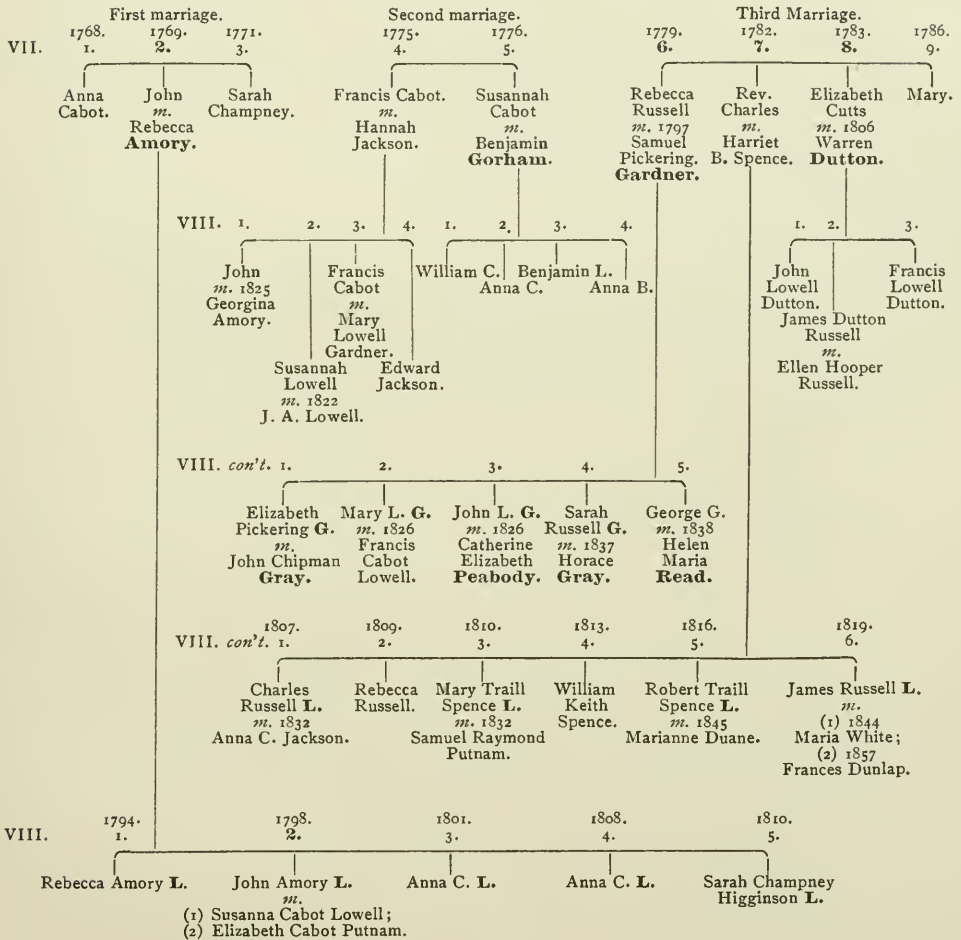 First marriage. Second marriage. Third Marriage.
1768. 1769. 1771. 1775. 1776. 1779. 1782. 1783. 1786.
VII. 1. 2. 3. 4. 5. 6. 7. 8. 9.
Anna John Sarah Francis Cabot. Susannah Rebecca Rev. Elizabeth Mary.
Cabot. m. Champney. m. Cabot Russell Charles Cutts
Rebecca Hannah m. m. 1797 m. m. 1806
Amory. Jackson. Benjamin Samuel Harriet Warren
Gorham. Pickering. B. Spence. Dutton.
Gardner.
VIII. 1. 2. 3. 4. 1. 2. 3. 4. 1. 2. 3.
John Francis William C. Benjamin L. John Francis
m. 1825 Cabot Anna C. Anna B. Lowell Lowell
Georgina m. Dutton. Dutton.
Amory. Mary James Dutton
Lowell Russell
Gardner. m.
Susannah Edward Ellen Hooper
Lowell Jackson. Russell.
m. 1822
J. A. Lowell.
VIII. con't. 1. 2. 3. 4. 5.
Elizabeth Mary L. G. John L. G. Sarah George G.
Pickering G. m. 1826 m. 1826 Russell G. m. 1838
m. Francis Catherine m. 1837 Helen
John Chipman Cabot Elizabeth Horace Maria
Gray. Lowell. Peabody. Gray. Read.
1807. 1809. 1810. 1813. 1816. 1819.
VIII. con't. 1. 2. 3. 4. 5. 6.
Charles Rebecca Mary Traill William Robert Traill James Russell L.
Russell L. Russell. Spence L. Keith Spence L. m.
m. 1832 m. 1832 Spence. m. 1845 (1) 1844
Anna C. Jackson. Samuel Raymond Marianne Duane. Maria White;
Putnam. (2) 1857
Frances Dunlap.
1794. 1798. 1801. 1808. 1810.
VIII. 1. 2. 3. 4. 5.
Rebecca Amory L. John Amory L. Anna C. L. Anna C. L. Sarah Champney
m. Higginson L.
(1) Susanna Cabot Lowell;
(2) Elizabeth Cabot Putnam.